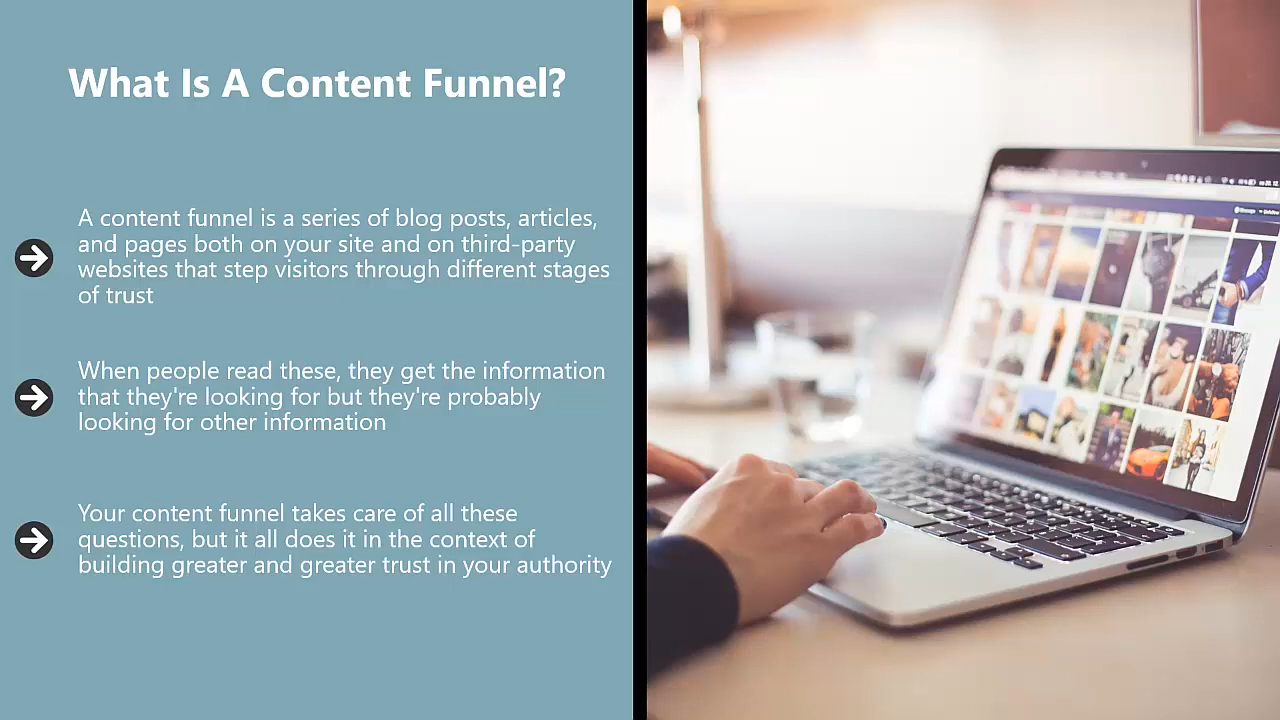 What Is A Content Funnel?
A content funnel is a series of blog posts, articles,
and pages both on your site and on third-party
websites that step visitors through different stages
of trust
When people read these, they get the information
that they're looking for but they're probably
looking for other information
Your content funnel takes care of all these
questions, but it all does it in the context of
building greater and greater trust in your authority